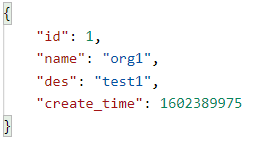 {
    "id": 1,
    "name": "org1",
    "des": "test1",
    "create_time": 1602389975
}